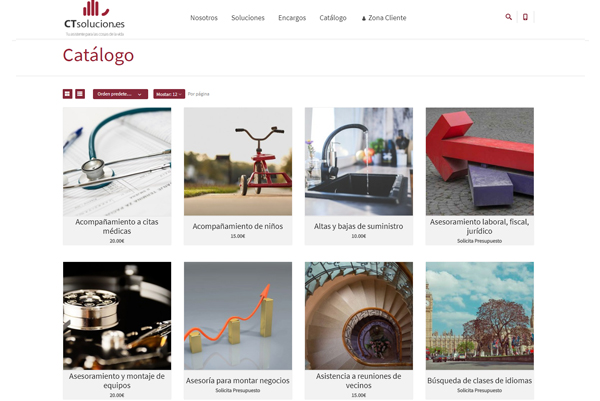 CTsolucion.es
Tu asistente para las cosas de la vida
Nosotros Soluciones Encargos Catálogo Zona Cliente
Catálogo
Orden predete... Mostrar: 12 Por página
Acompañamiento a citas
médicas
20.00€
Acompañamiento de niños
15.00€
Altas y bajas de suministro
10.00€
Asesoramiento laboral, fiscal,
jurídico
Solicita Presupuesto
Asesoramiento y montaje de
equipos
20.00€
Asesoría para montar negocios
Solicita Presupuesto
Asistencia a reuniones de
vecinos
15.00€
Búsqueda de clases de idiomas
Solicita Presupuesto